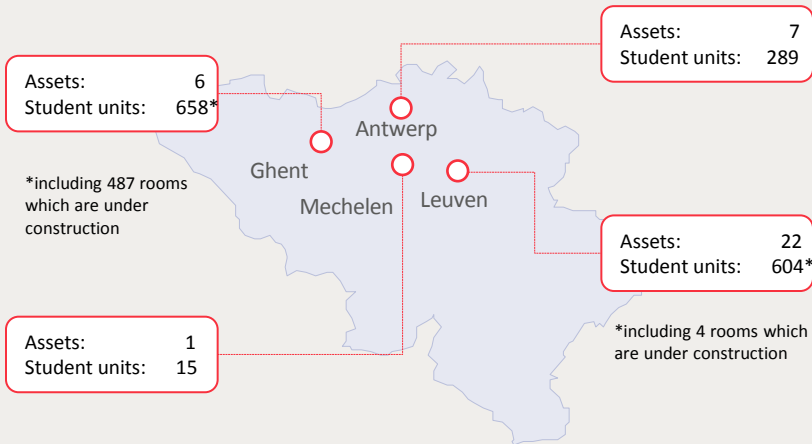 Assets: 7
Student units: 289
Assets: 6
Student units: 658*
Antwerp
Ghent
*including 487 rooms
which are under
construction
Mechelen
Leuven
Assets: 22
Student units: 604*
*including 4 rooms which
are under construction
Assets: 1
Student units: 15